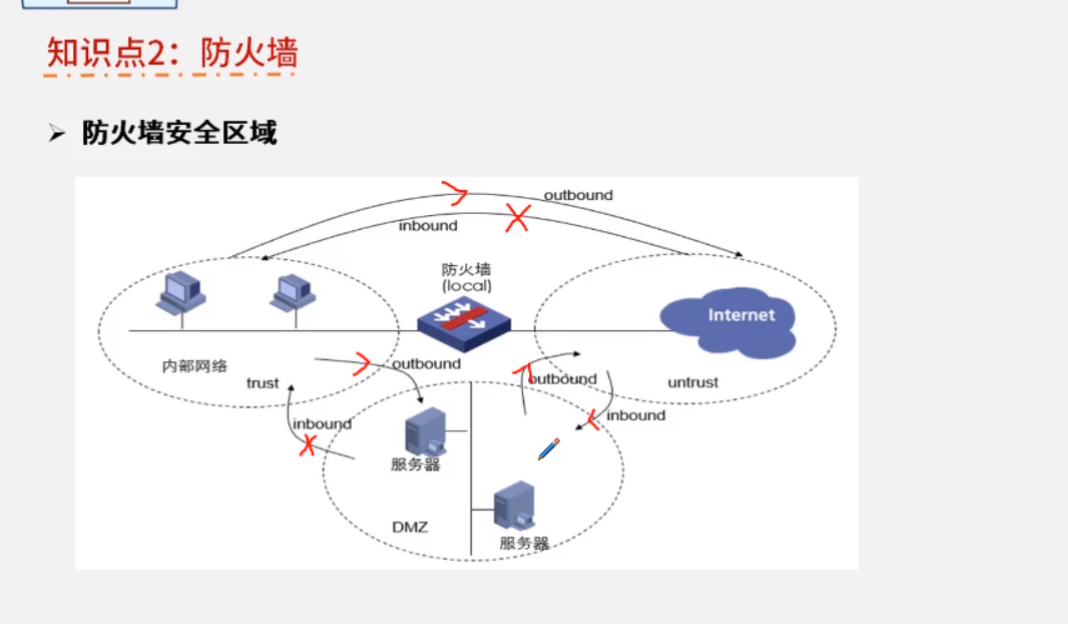 知识点2：防火墙
➢ 防火墙安全区域
outbound
inbound
防火墙
(local)
Internet
内部网络
trust
outbound
outbound
untrust
inbound
inbound
服务器
DMZ
服务器